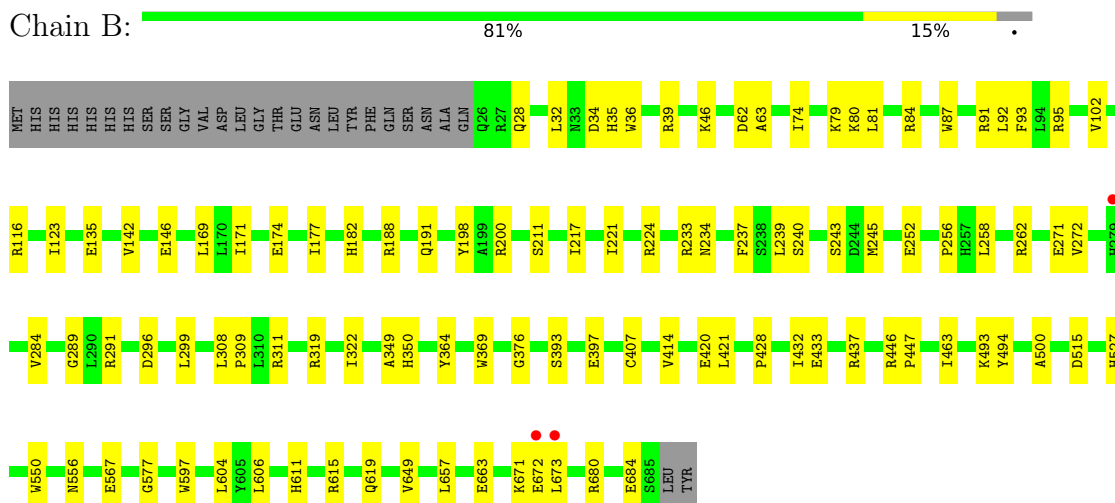 Chain B:
81% 15% •
MET HIS HIS HIS HIS HIS HIS SER SER GLY VAL ASP LEU GLY THR GLU ASN LEU TYR PHE GLN SER ASN ALA GLN Q26 R27 Q28 L32 N33 D34 H35 W36 R39 K46 D62 A63 I74 K79 K80 L81 R84 W87 R91 L92 F93 L94 R95 V102
R116 I123 E135 V142 E146 L169 L170 I171 E174 I177 H182 R188 Q191 Y198 A199 R200 S211 I217 I221 R224 R233 N234 F237 S238 L239 S240 S243 D244 M245 E252 P256 H257 L258 R262 E271 V272
V284 G289 L290 R291 D296 L299 L308 P309 L310 R311 R319 I322 A349 H350 Y364 W369 G376 S393 E397 C407 V414 E420 L421 P428 I432 E433 R437 R446 P447 I463 K493 Y494 A500 D515
W550 N556 E567 G577 W597 L604 Y605 L606 H611 R615 Q619 V649 L657 E663 K671 E672 L673 R680 E684 S685 LEU TYR